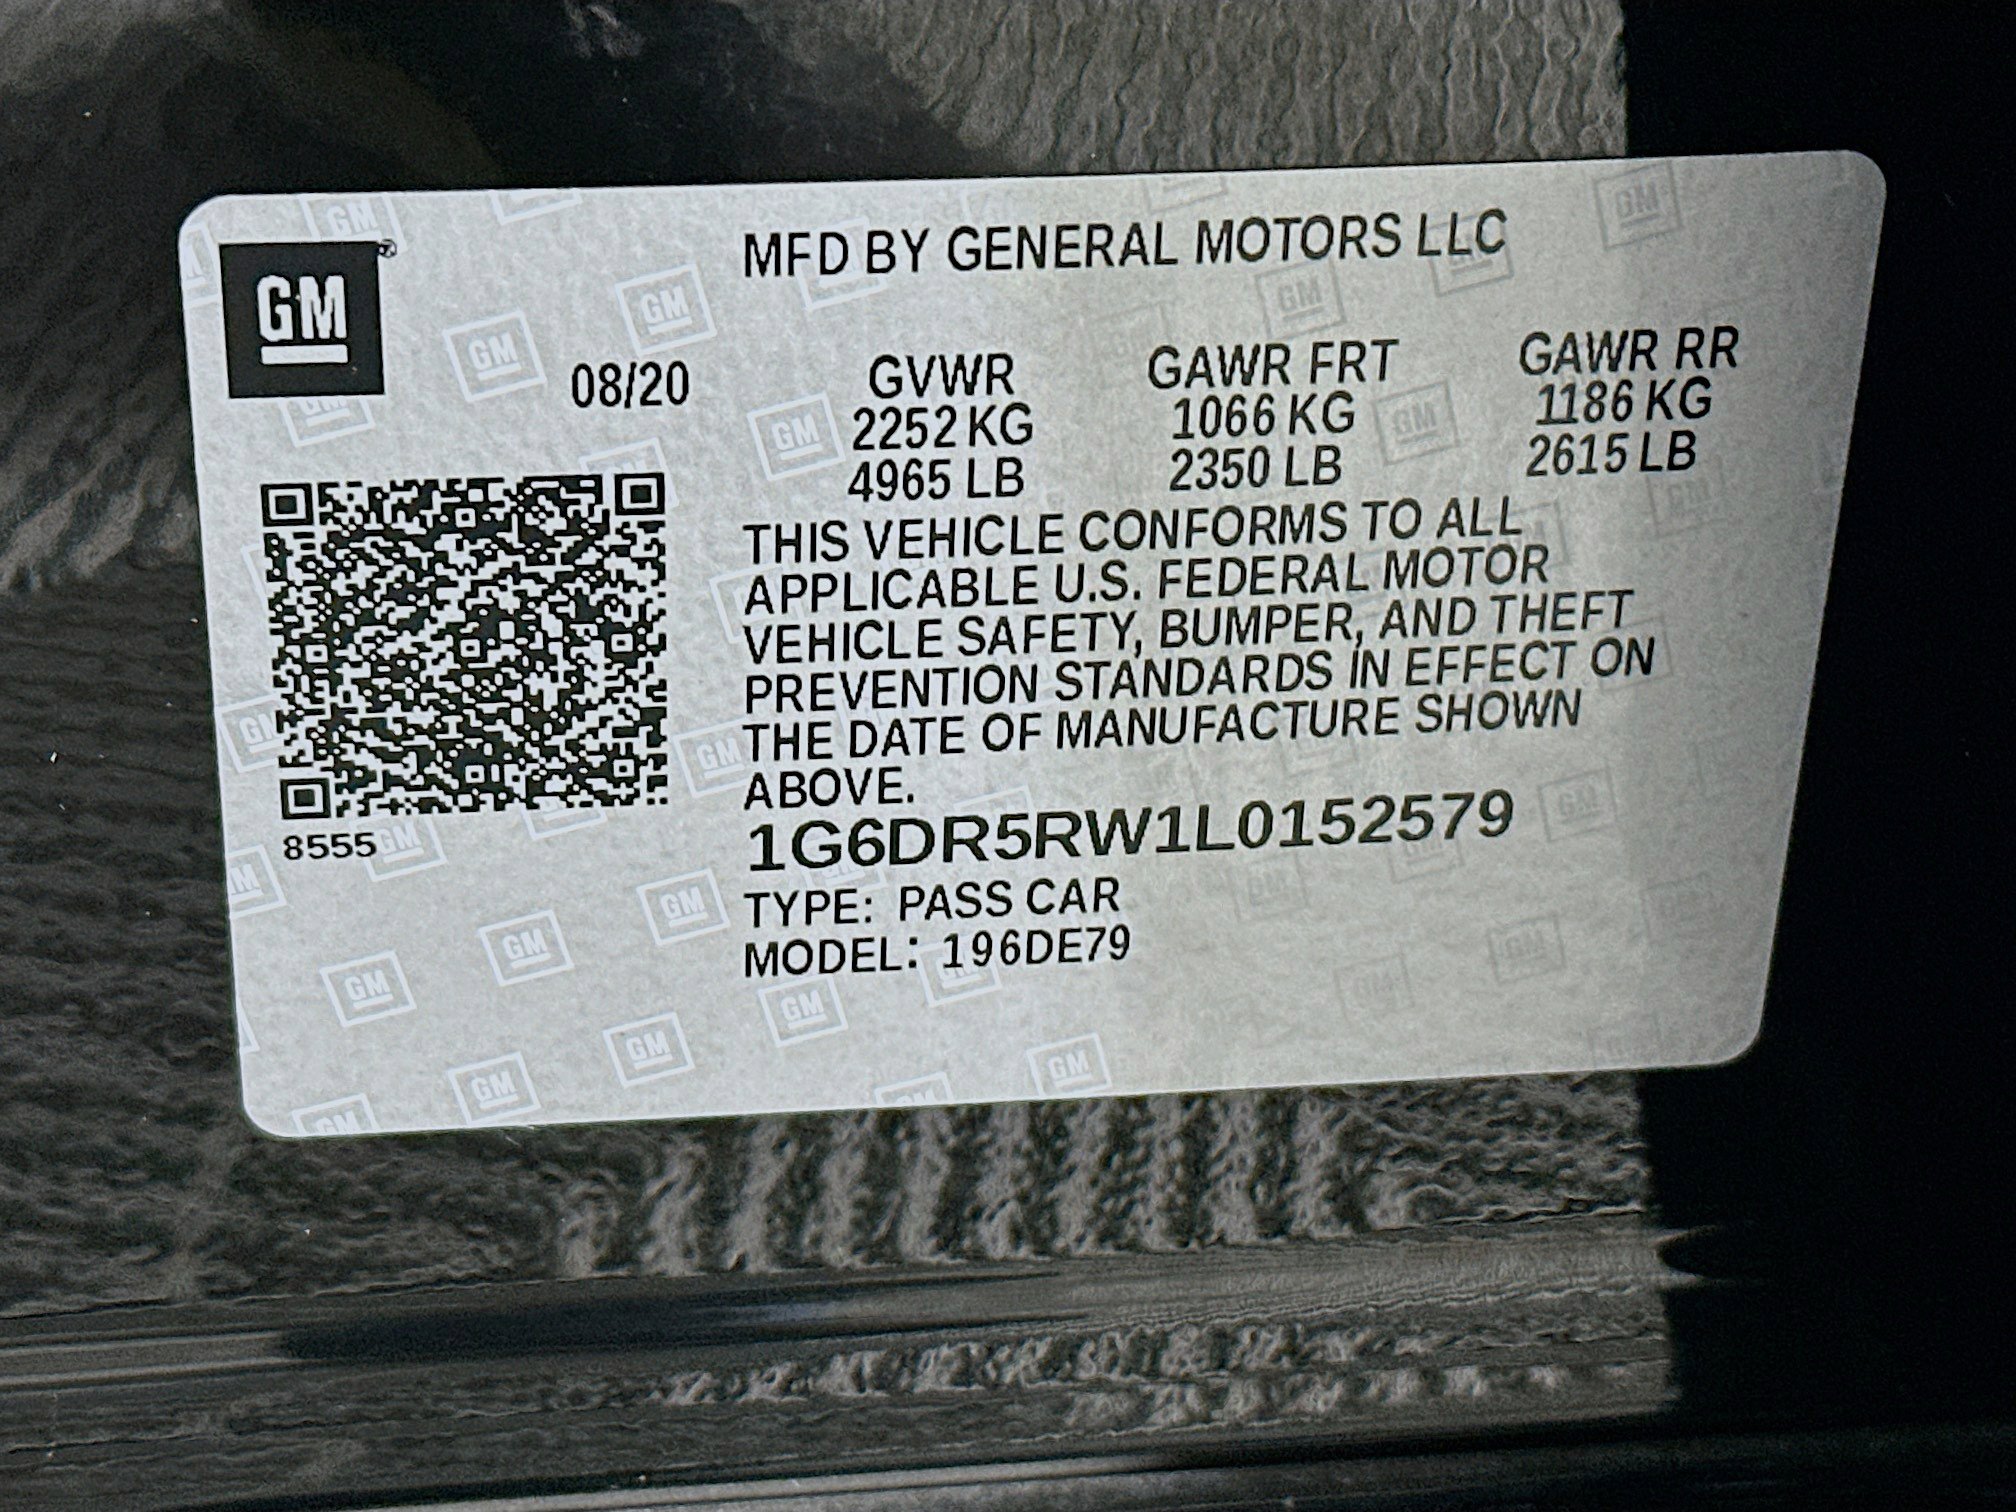 GM
MFD BY GENERAL MOTORS LLC
08/20
GVWR GAWR FRT GAWR RR
2252 KG 1066 KG 1186 KG
4965 LB 2350 LB 2615 LB
THIS VEHICLE CONFORMS TO ALL
APPLICABLE U.S. FEDERAL MOTOR
VEHICLE SAFETY, BUMPER, AND THEFT
PREVENTION STANDARDS IN EFFECT ON
THE DATE OF MANUFACTURE SHOWN
ABOVE.
8555
1G6DR5RW1L0152579
TYPE: PASS CAR
MODEL: 196DE79